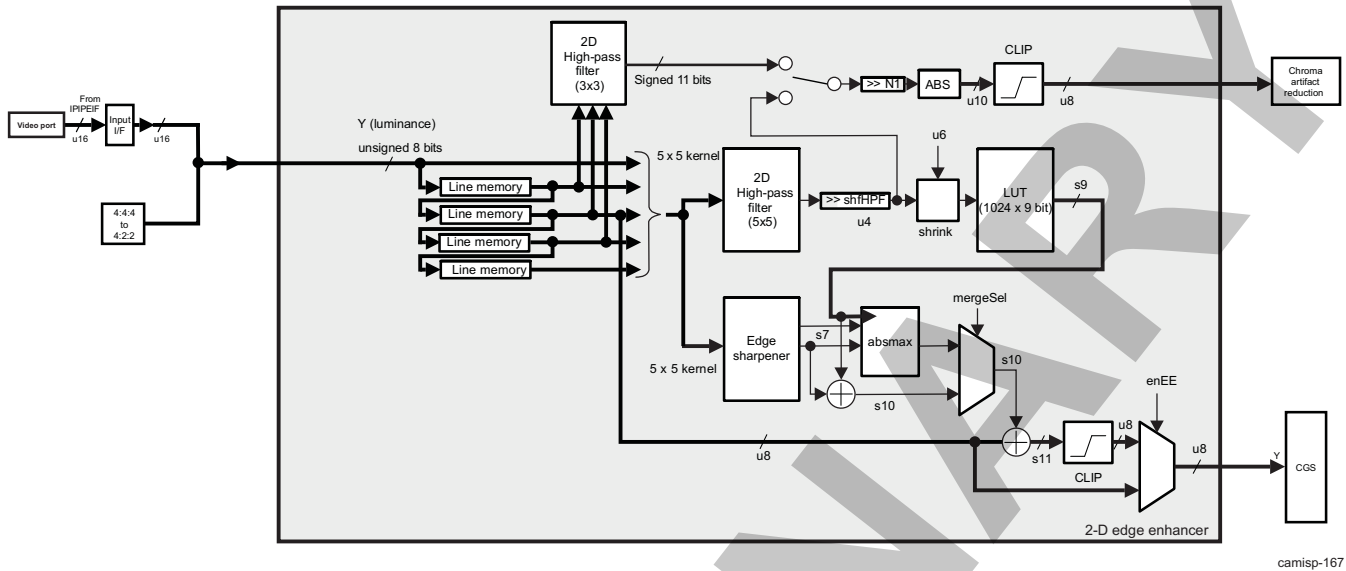 2D
High-pass
filter
(3x3)
Signed 11 bits
>> N1
ABS
u10
CLIP
u8
Chroma
artifact
reduction
Video port
From
IPIPEIF
u16
Input
I/F
u16
4:4:4
to
4:2:2
Y (luminance)
unsigned 8 bits
Line memory
Line memory
Line memory
Line memory
5 x 5 kernel
2D
High-pass
filter
(5x5)
>> shfHPF
u4
u6
shrink
LUT
(1024 x 9 bit)
s9
5 x 5 kernel
Edge
sharpener
s7
absmax
s10
mergeSel
s10
u8
s11
CLIP
u8
enEE
u8
Y
CGS
2-D edge enhancer
camisp-167